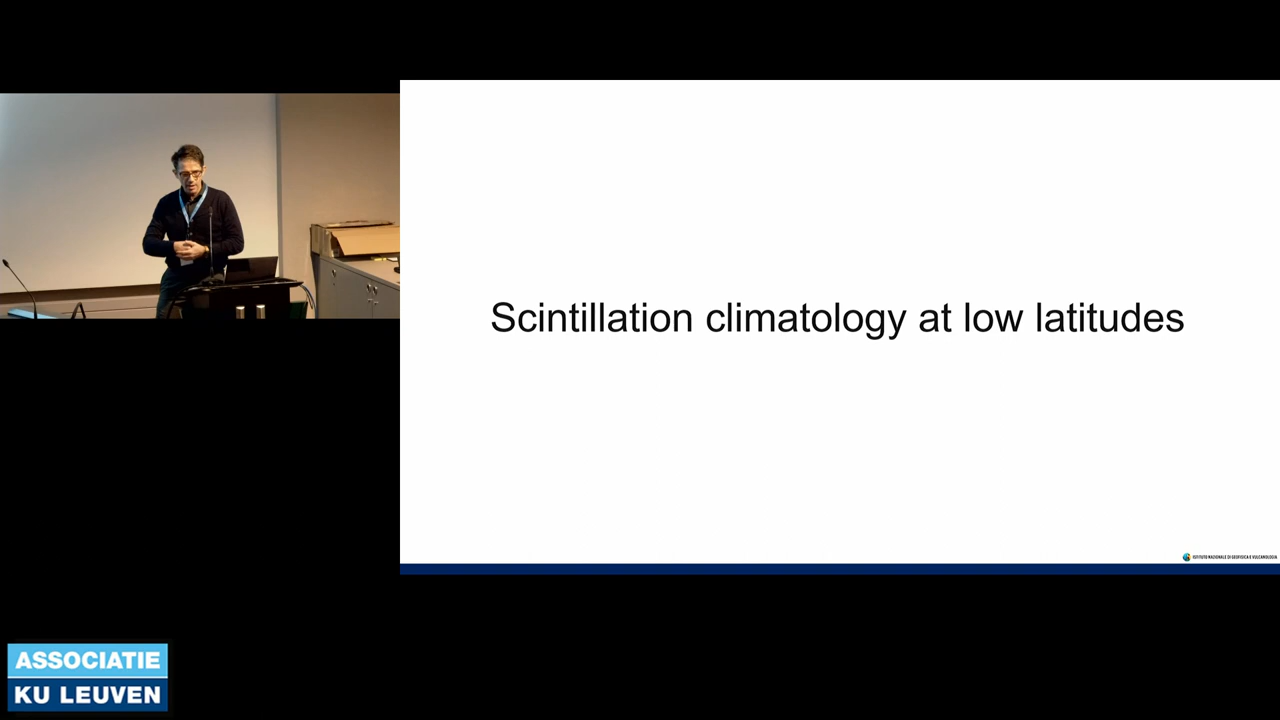 Scintillation climatology at low latitudes
ISTITUTO NAZIONALE DI GEOFISICA E VULCANOLOGIA
ASSOCIATIE
KU LEUVEN